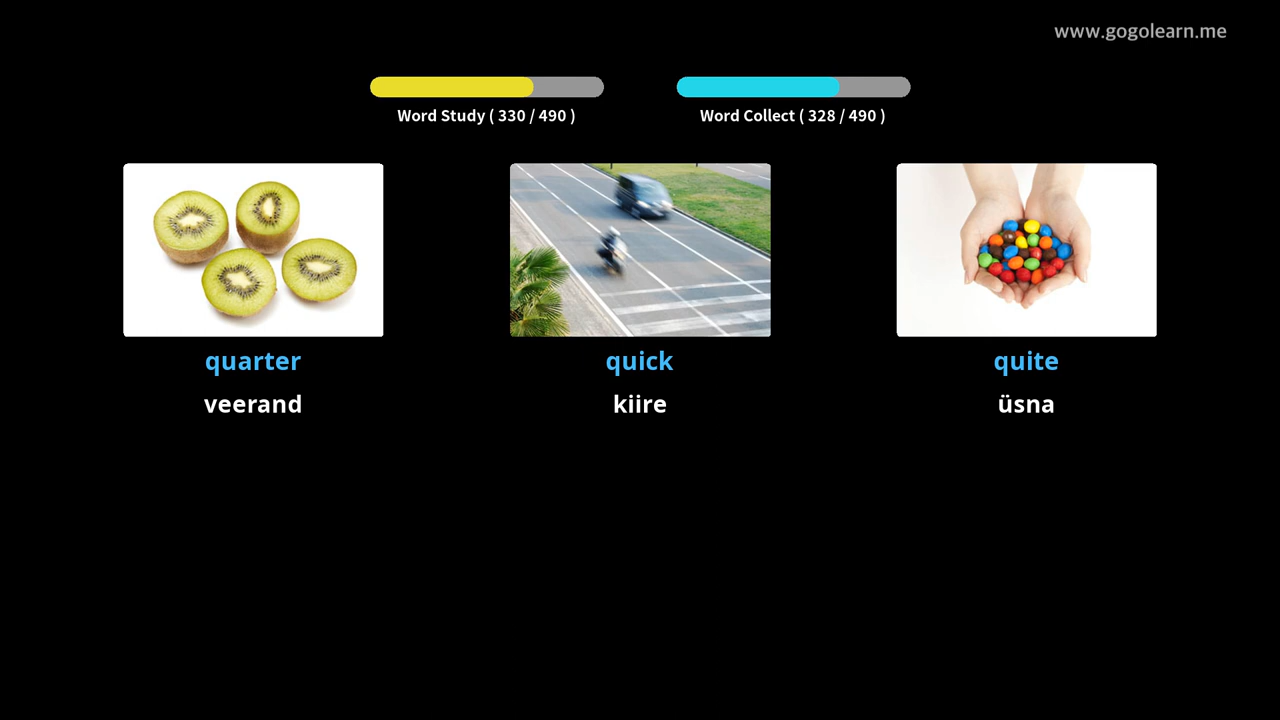 www.gogolearn.me
Word Study ( 330 / 490 )
Word Collect ( 328 / 490 )
quarter
veerand
quick
kiire
quite
üsna